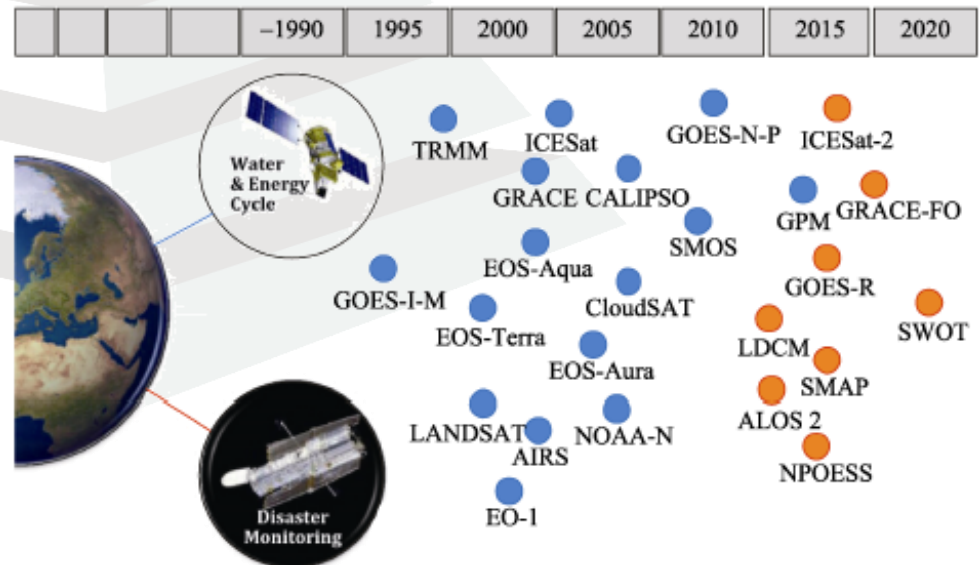 –1990 1995 2000 2005 2010 2015 2020
TRMM
ICESat
GOES-N-P
ICESat-2
Water
& Energy
Cycle
GRACE
CALIPSO
GPM
GRACE-FO
SMOS
EOS-Aqua
GOES-R
GOES-I-M
CloudSAT
EOS-Terra
SWOT
LDCM
EOS-Aura
SMAP
ALOS 2
LANDSAT
NOAA-N
AIRS
NPOESS
EO-1
Disaster
Monitoring